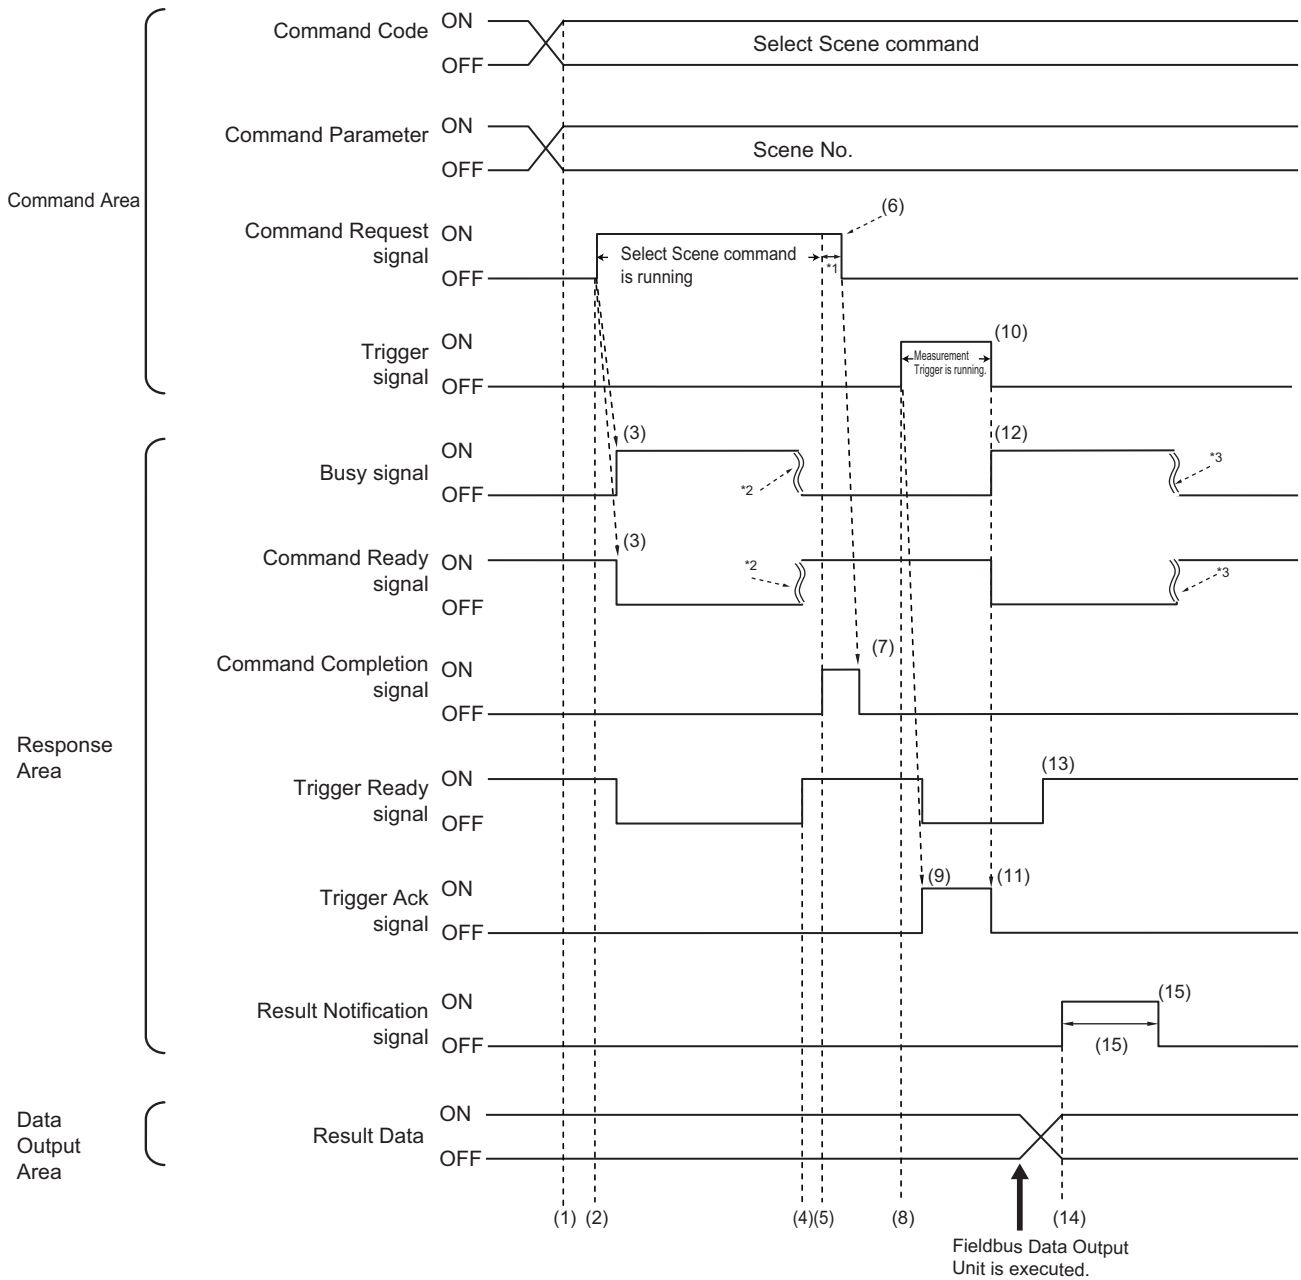 Command Code
ON
OFF
Select Scene command
Command Parameter
ON
OFF
Scene No.
Command Area
Command Request
signal
ON
OFF
Select Scene command
is running
*1
(6)
Trigger
signal
ON
OFF
Measurement
Trigger is running.
(10)
Busy signal
ON
OFF
(3)
*2
(12)
*3
Command Ready
signal
ON
OFF
(3)
*2
*3
Command Completion
signal
ON
OFF
(7)
Response
Area
Trigger Ready
signal
ON
OFF
(13)
Trigger Ack
signal
ON
OFF
(9)
(11)
Result Notification
signal
ON
OFF
(15)
(15)
Data
Output
Area
Result Data
ON
OFF
(1)
(2)
(4)
(5)
(8)
(14)
Fieldbus Data Output
Unit is executed.